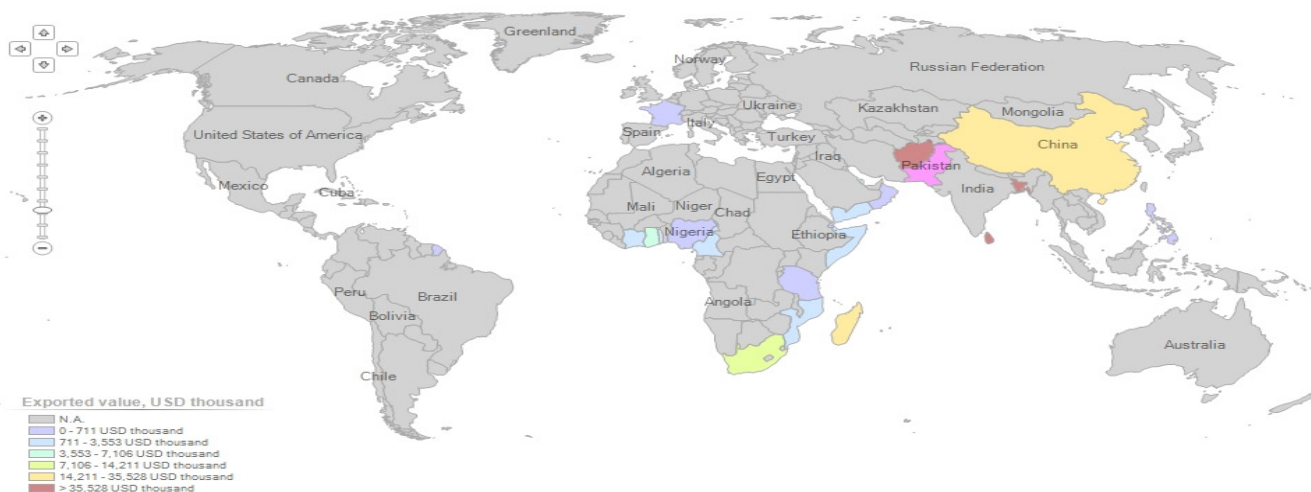 Greenland
Norway
Russian Federation
Canada
Ukraine
Kazakhstan
Mongolia
United States of America
Spain
Italy
Turkey
China
Iraq
Pakistan
Algeria
Egypt
Mexico
Cuba
India
Mali
Niger
Chad
Nigeria
Ethiopia
Peru
Brazil
Angola
Bolivia
Australia
Chile
Exported value, USD thousand
N.A.
0 - 711 USD thousand
711 - 3,553 USD thousand
3,553 - 7,106 USD thousand
7,106 - 14,211 USD thousand
14,211 - 35,528 USD thousand
> 35,528 USD thousand